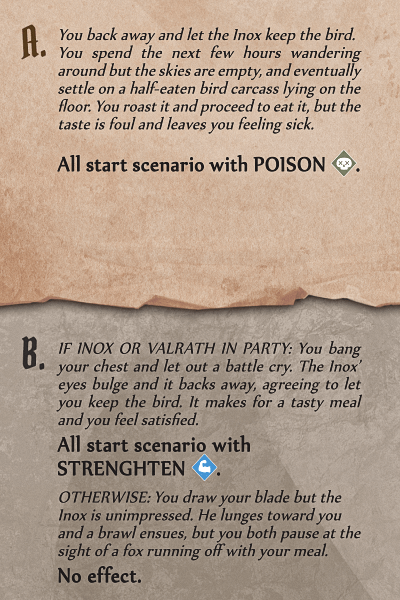 A.
You back away and let the Inox keep the bird.
You spend the next few hours wandering
around but the skies are empty, and eventually
settle on a half-eaten bird carcass lying on the
floor. You roast it and proceed to eat it, but the
taste is foul and leaves you feeling sick.
All start scenario with POISON .
B.
IF INOX OR VALRATH IN PARTY: You bang
your chest and let out a battle cry. The Inox'
eyes bulge and it backs away, agreeing to let
you keep the bird. It makes for a tasty meal
and you feel satisfied.
All start scenario with
STRENGHTEN .
OTHERWISE: You draw your blade but the
Inox is unimpressed. He lunges toward you
and a brawl ensues, but you both pause at the
sight of a fox running off with your meal.
No effect.